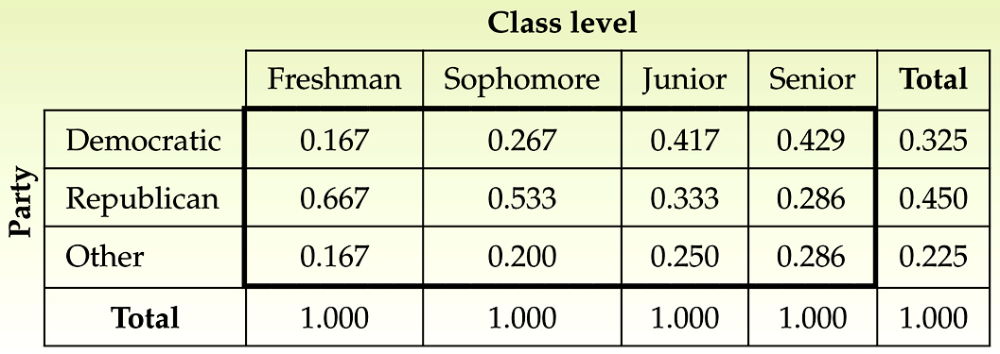 Class level
Freshman Sophomore Junior Senior Total
Party
Democratic 0.167 0.267 0.417 0.429 0.325
Republican 0.667 0.533 0.333 0.286 0.450
Other 0.167 0.200 0.250 0.286 0.225
Total 1.000 1.000 1.000 1.000 1.000